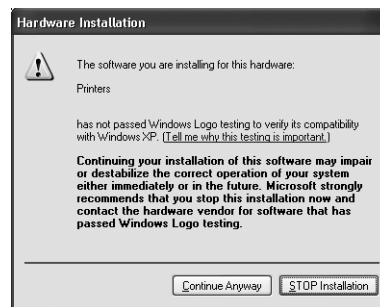 Hardware Installation
The software you are installing for this hardware:
Printers
has not passed Windows Logo testing to verify its compatibility
with Windows XP. (Tell me why this testing is important.)
Continuing your installation of this software may impair
or destabilize the correct operation of your system
either immediately or in the future. Microsoft strongly
recommends that you stop this installation now and
contact the hardware vendor for software that has
passed Windows Logo testing.
Continue Anyway STOP Installation